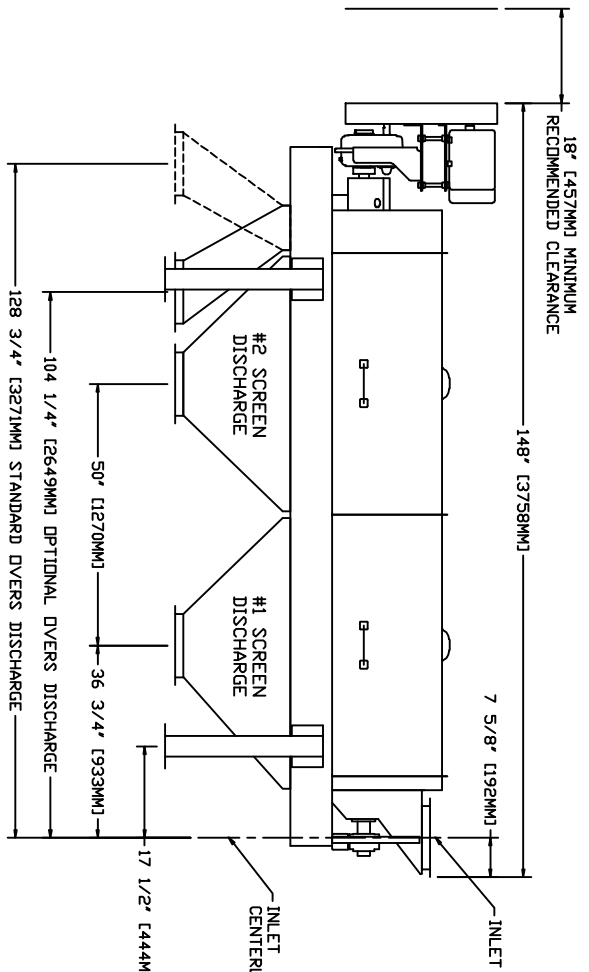 18" [457MM] MINIMUM
RECOMMENDED CLEARANCE
148" [3758MM]
7 5/8" [192MM]
INLET
#2 SCREEN
DISCHARGE
#1 SCREEN
DISCHARGE
INLET
CENTERL
50" [1270MM]
36 3/4" [933MM]
17 1/2" [444M
104 1/4" [2649MM] OPTIONAL OVERS DISCHARGE
128 3/4" [3271MM] STANDARD OVERS DISCHARGE